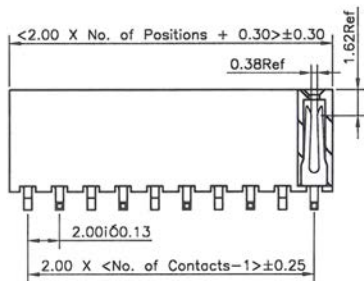 <2.00 X No. of Positions + 0.30>±0.30
0.38Ref
1.62Ref
2.00ió0.13
2.00 X <No. of Contacts-1>±0.25